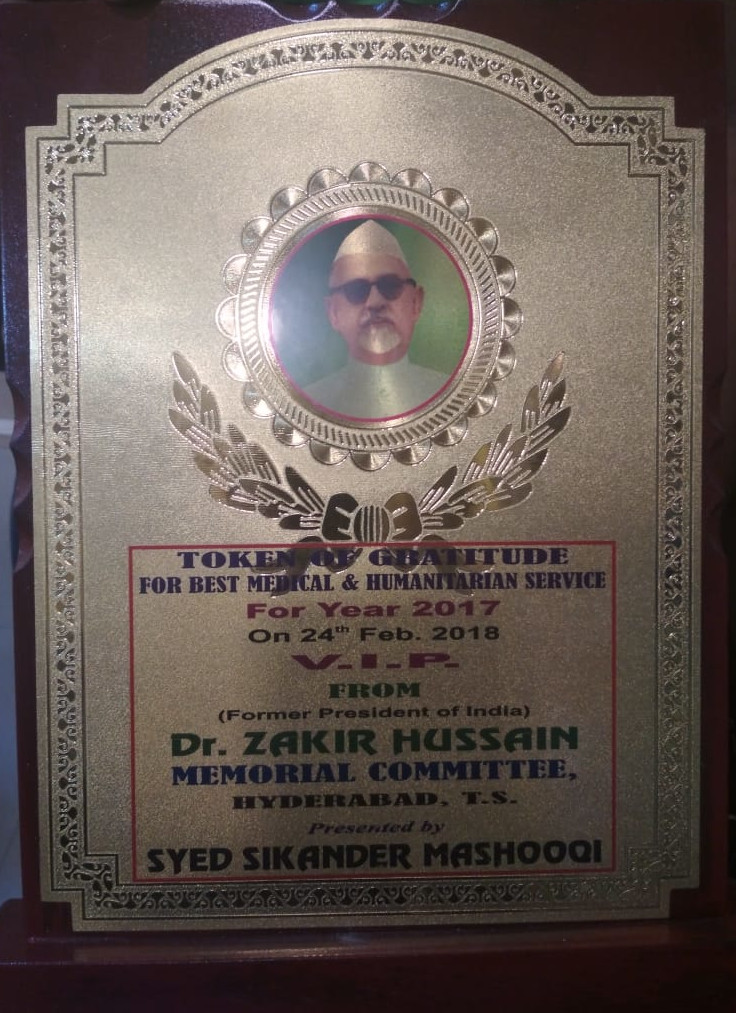 TOKEN OF GRATITUDE
FOR BEST MEDICAL & HUMANITARIAN SERVICE
For Year 2017
On 24th Feb. 2018
V.I.P.
FROM
(Former President of India)
Dr. ZAKIR HUSSAIN
MEMORIAL COMMITTEE,
HYDERABAD, T.S.
Presented by
SYED SIKANDER MASHOOQI